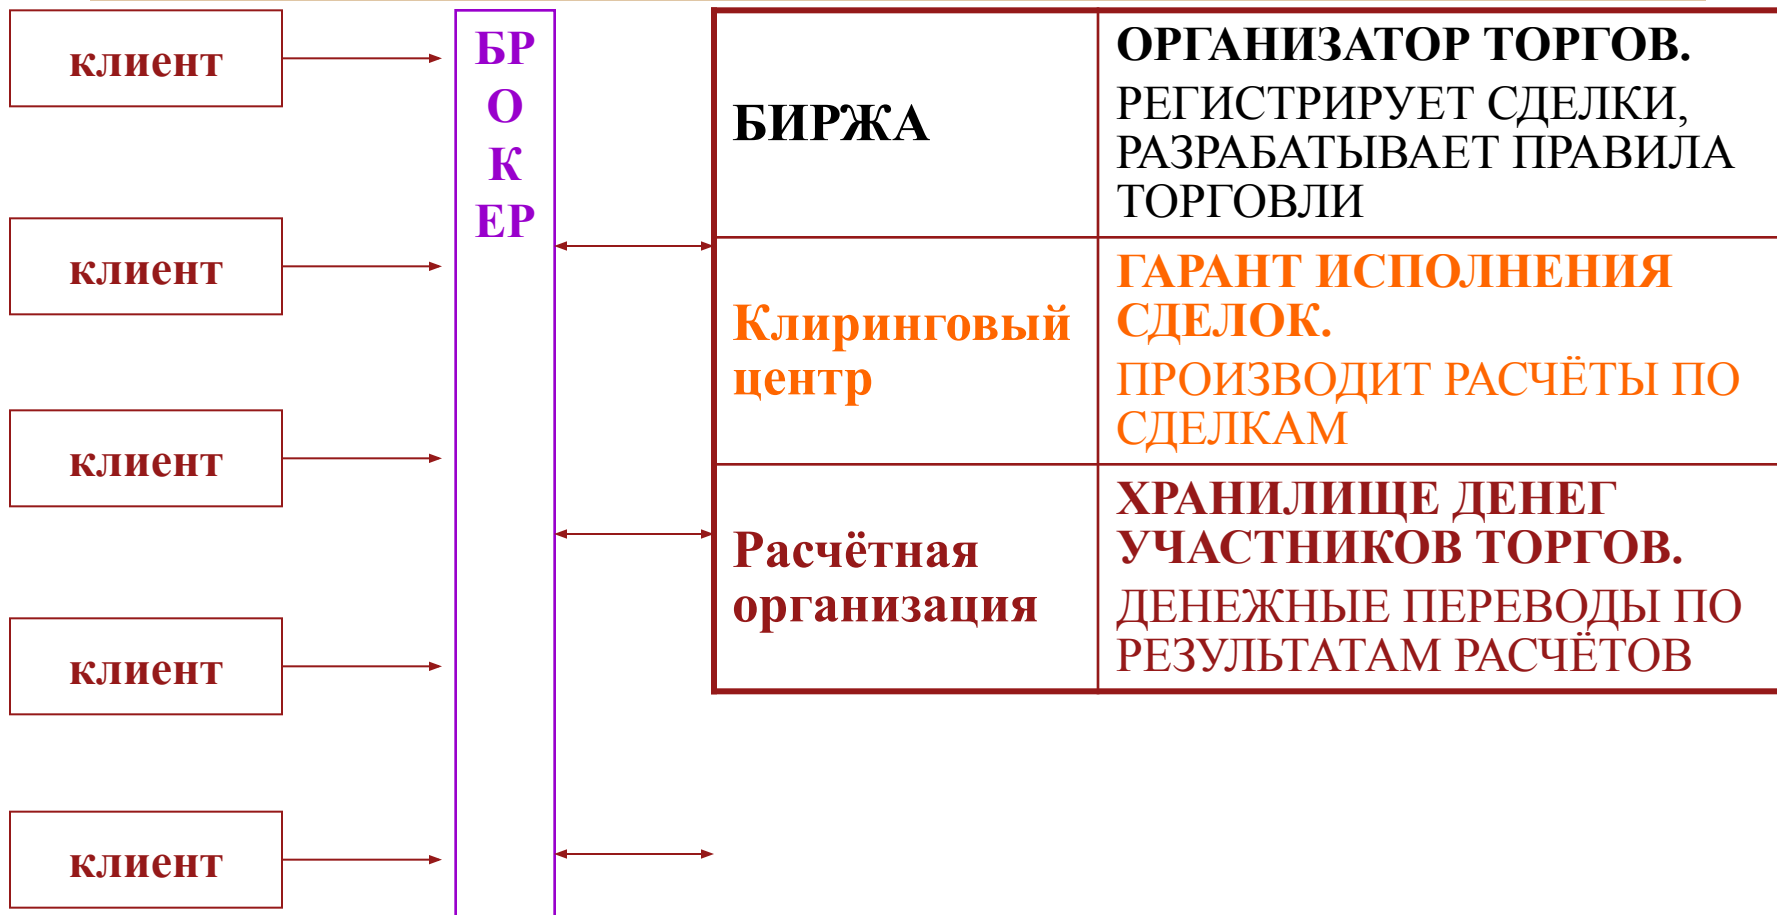 клиент
клиент
клиент
клиент
клиент
БР
О
К
ЕР
БИРЖА
ОРГАНИЗАТОР ТОРГОВ.
РЕГИСТРИРУЕТ СДЕЛКИ,
РАЗРАБАТЫВАЕТ ПРАВИЛА
ТОРГОВЛИ
Клиринговый
центр
ГАРАНТ ИСПОЛНЕНИЯ
СДЕЛОК.
ПРОИЗВОДИТ РАСЧЁТЫ ПО
СДЕЛКАМ
Расчётная
организация
ХРАНИЛИЩЕ ДЕНЕГ
УЧАСТНИКОВ ТОРГОВ.
ДЕНЕЖНЫЕ ПЕРЕВОДЫ ПО
РЕЗУЛЬТАТАМ РАСЧЁТОВ